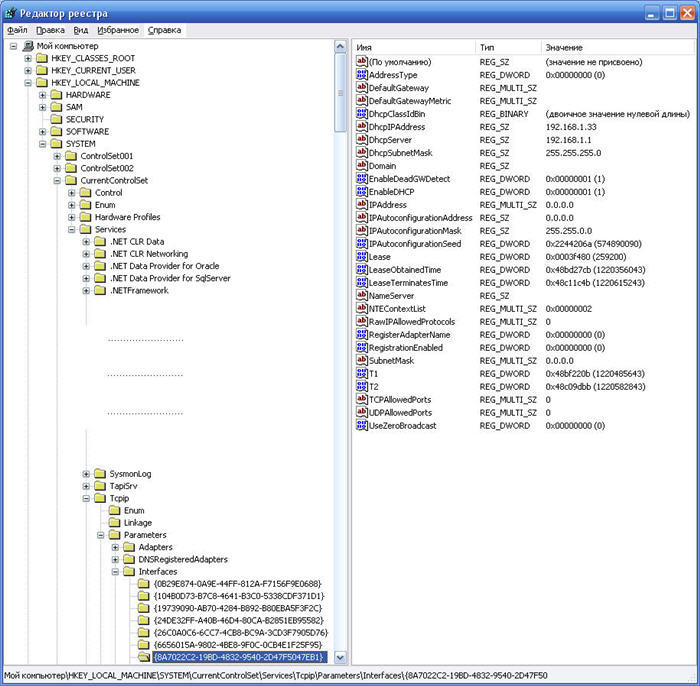 Редактор реестра
Файл Правка Вид Избранное Справка
Мой компьютер
HKEY_CLASSES_ROOT
HKEY_CURRENT_USER
HKEY_LOCAL_MACHINE
HARDWARE
SAM
SECURITY
SOFTWARE
SYSTEM
ControlSet001
ControlSet002
CurrentControlSet
Control
Enum
Hardware Profiles
Services
.NET CLR Data
.NET CLR Networking
.NET Data Provider for Oracle
.NET Data Provider for SqlServer
.NETFramework
.........................
.........................
.........................
SysmonLog
TapiSrv
Tcpip
Enum
Linkage
Parameters
Adapters
DNSRegisteredAdapters
Interfaces
{0B29E874-0A9E-44FF-812A-F7156F9E0688}
{104B0D73-B7C8-4641-B3C0-5338CDF371D1}
{19739090-AB70-4284-B892-B80EBA5F3F2C}
{24DE32FF-A40B-46D4-80CA-B2851EB95582}
{26C0A0C6-6CC7-4CB8-BC9A-3CD3F7905D76}
{6656015A-9802-4BE8-9F0C-0CB4E1F25F95}
{8A7022C2-19BD-4832-9540-2D47F5047EB1}
Имя Тип Значение
(По умолчанию) REG_SZ (значение не присвоено)
AddressType REG_DWORD 0x00000000 (0)
DefaultGateway REG_MULTI_SZ
DefaultGatewayMetric REG_MULTI_SZ
DhcpClassIdBin REG_BINARY (двоичное значение нулевой длины)
DhcpIPAddress REG_SZ 192.168.1.33
DhcpServer REG_SZ 192.168.1.1
DhcpSubnetMask REG_SZ 255.255.255.0
Domain REG_SZ
EnableDeadGWDetect REG_DWORD 0x00000001 (1)
EnableDHCP REG_DWORD 0x00000001 (1)
IPAddress REG_MULTI_SZ 0.0.0.0
IPAutoconfigurationAddress REG_SZ 0.0.0.0
IPAutoconfigurationMask REG_SZ 255.255.0.0
IPAutoconfigurationSeed REG_DWORD 0x2244206a (574890090)
Lease REG_DWORD 0x0003f480 (259200)
LeaseObtainedTime REG_DWORD 0x48bd27cb (1220356043)
LeaseTerminatesTime REG_DWORD 0x48c11c4b (1220615243)
NameServer REG_SZ
NTEContextList REG_MULTI_SZ 0x00000002
RawIPAllowedProtocols REG_MULTI_SZ 0
RegisterAdapterName REG_DWORD 0x00000000 (0)
RegistrationEnabled REG_DWORD 0x00000000 (0)
SubnetMask REG_MULTI_SZ 0.0.0.0
T1 REG_DWORD 0x48bf220b (1220485643)
T2 REG_DWORD 0x48c09dbb (1220582843)
TCPAllowedPorts REG_MULTI_SZ 0
UDPAllowedPorts REG_MULTI_SZ 0
UseZeroBroadcast REG_DWORD 0x00000000 (0)
Мой компьютер\HKEY_LOCAL_MACHINE\SYSTEM\CurrentControlSet\Services\Tcpip\Parameters\Interfaces\{8A7022C2-19BD-4832-9540-2D47F50